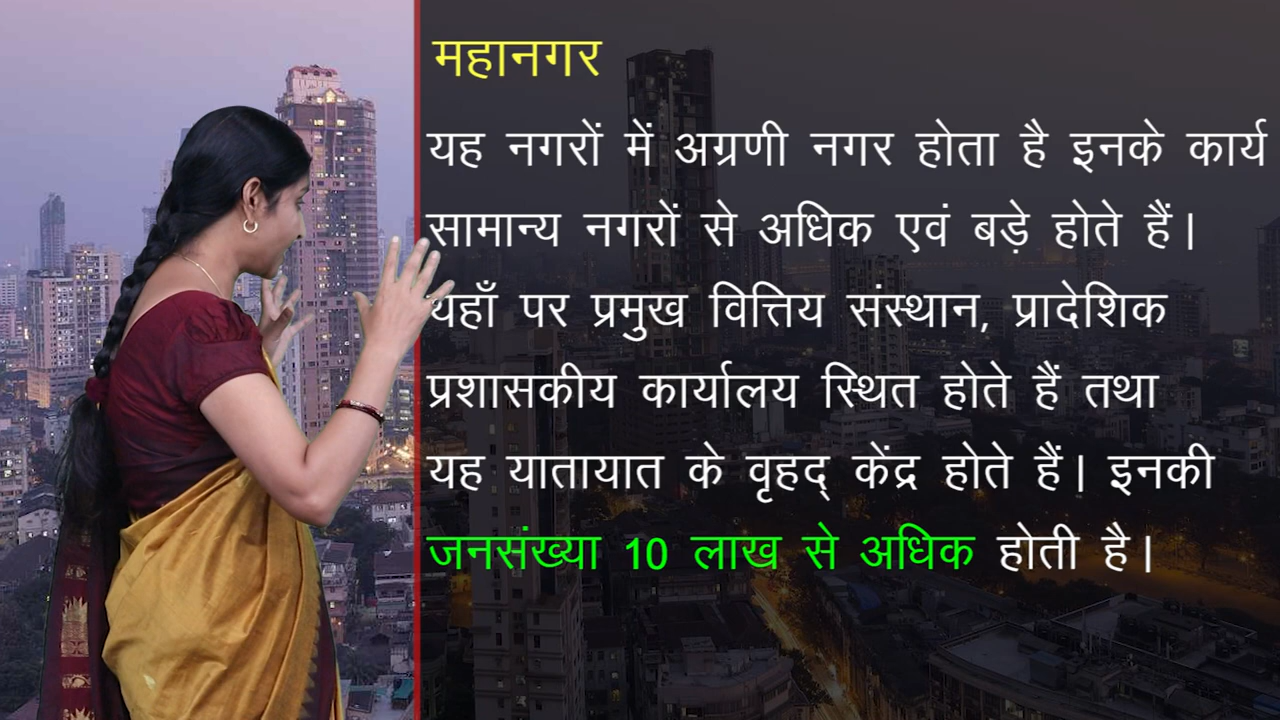 महानगर
यह नगरों में अग्रणी नगर होता है इनके कार्य
सामान्य नगरों से अधिक एवं बड़े होते हैं।
यहाँ पर प्रमुख वित्तिय संस्थान, प्रादेशिक
प्रशासकीय कार्यालय स्थित होते हैं तथा
यह यातायात के वृहद् केंद्र होते हैं। इनकी
जनसंख्या 10 लाख से अधिक होती है।